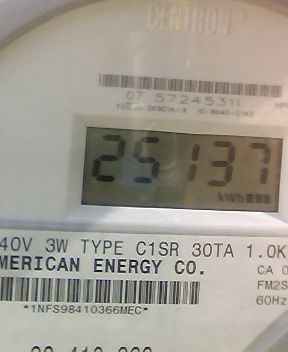 CENTRON
07 57245311
25137
kWh
40V 3W TYPE C1SR 30TA 1.0K
MERICAN ENERGY CO.
CA 0
FM2S
60Hz
*1NFS98410366MEC*